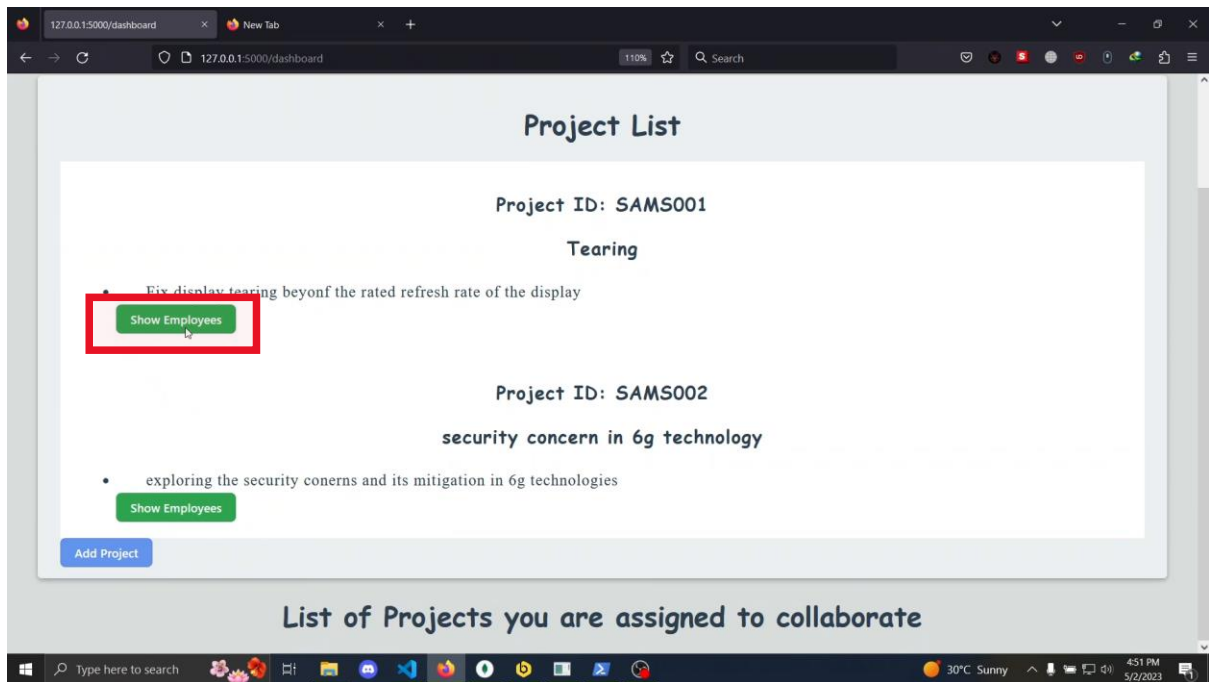 127.0.0.1:5000/dashboard
New Tab
127.0.0.1:5000/dashboard
110%
Search
Project List
Project ID: SAMS001
Tearing
Fix display tearing beyonf the rated refresh rate of the display
Show Employees
Project ID: SAMS002
security concern in 6g technology
exploring the security conerns and its mitigation in 6g technologies
Show Employees
Add Project
List of Projects you are assigned to collaborate
Type here to search
30°C Sunny
4:51 PM
5/2/2023